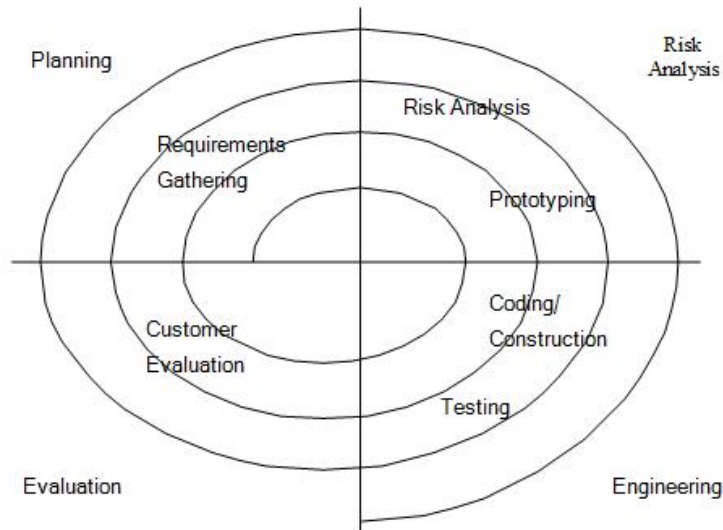 Planning
Risk
Analysis
Risk Analysis
Requirements
Gathering
Prototyping
Coding/
Construction
Customer
Evaluation
Testing
Evaluation
Engineering